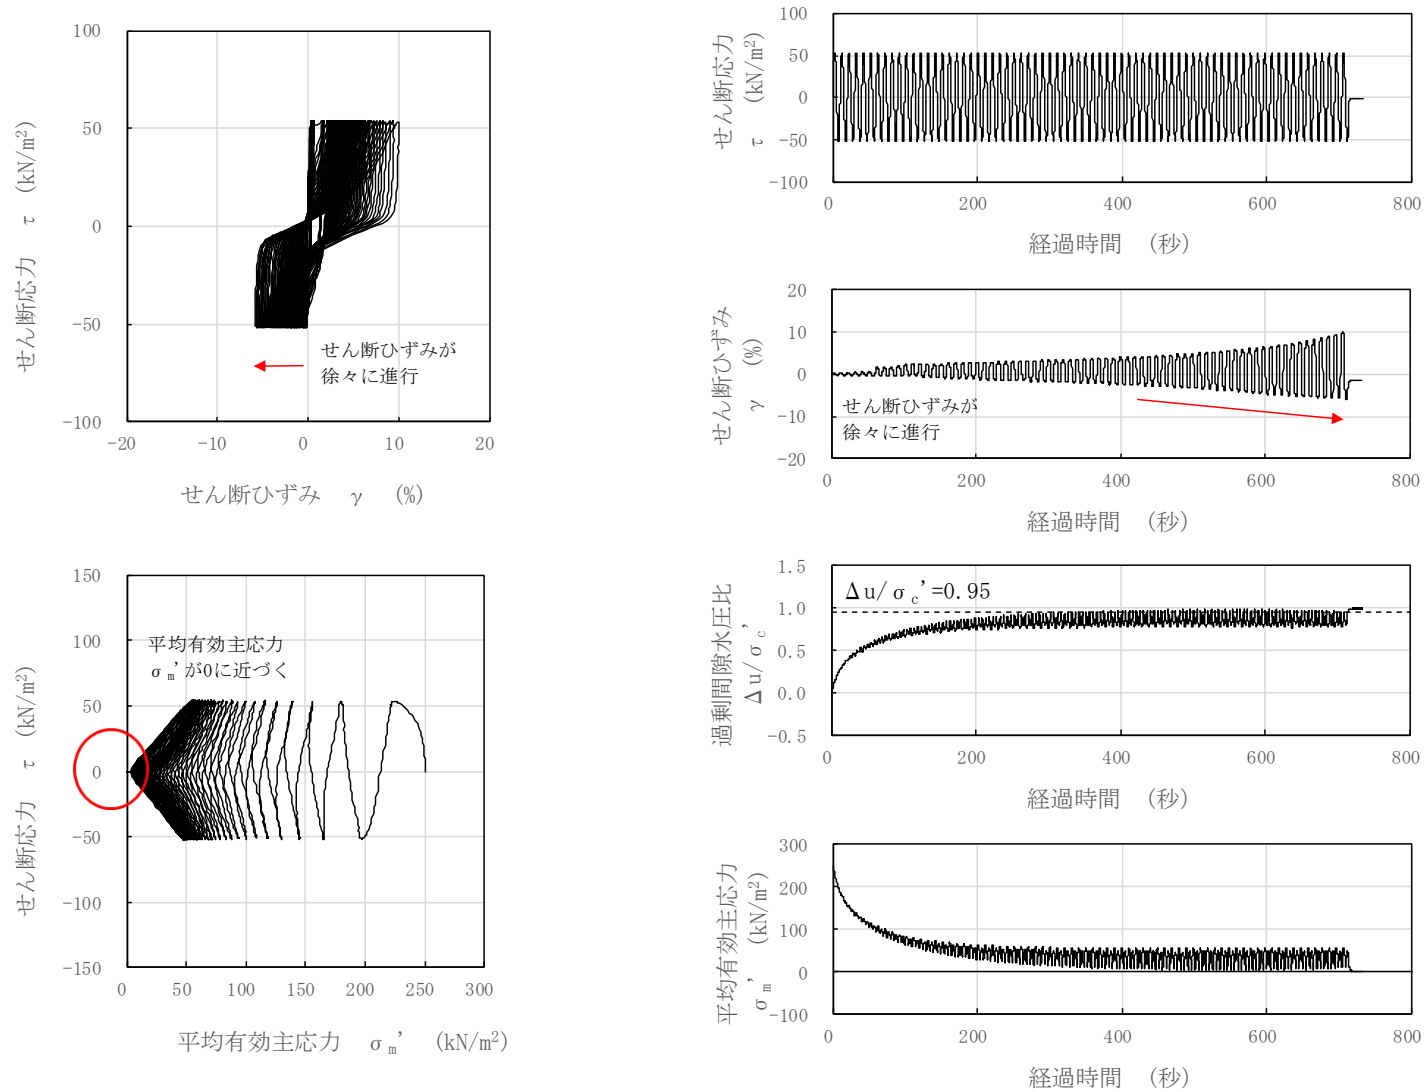 100
50
0
-50
-100
-20
-10
0
10
20
せん断応力 τ (kN/m²)
せん断ひずみ γ (%)
せん断ひずみが
徐々に進行
100
50
0
-50
-100
0
200
400
600
800
せん断応力
τ (kN/m²)
経過時間 (秒)
20
10
0
-10
-20
0
200
400
600
800
せん断ひずみ
γ (%)
せん断ひずみが
徐々に進行
経過時間 (秒)
150
100
50
0
-50
-100
-150
0
50
100
150
200
250
300
せん断応力 τ (kN/m²)
平均有効主応力
σm'が0に近づく
平均有効主応力 σm' (kN/m²)
1.5
1.0
0.5
0.0
-0.5
0
200
400
600
800
過剰間隙水圧比
Δu/σc'
Δu/σc'=0.95
経過時間 (秒)
300
200
100
0
-100
0
200
400
600
800
平均有効主応力
σm' (kN/m²)
経過時間 (秒)